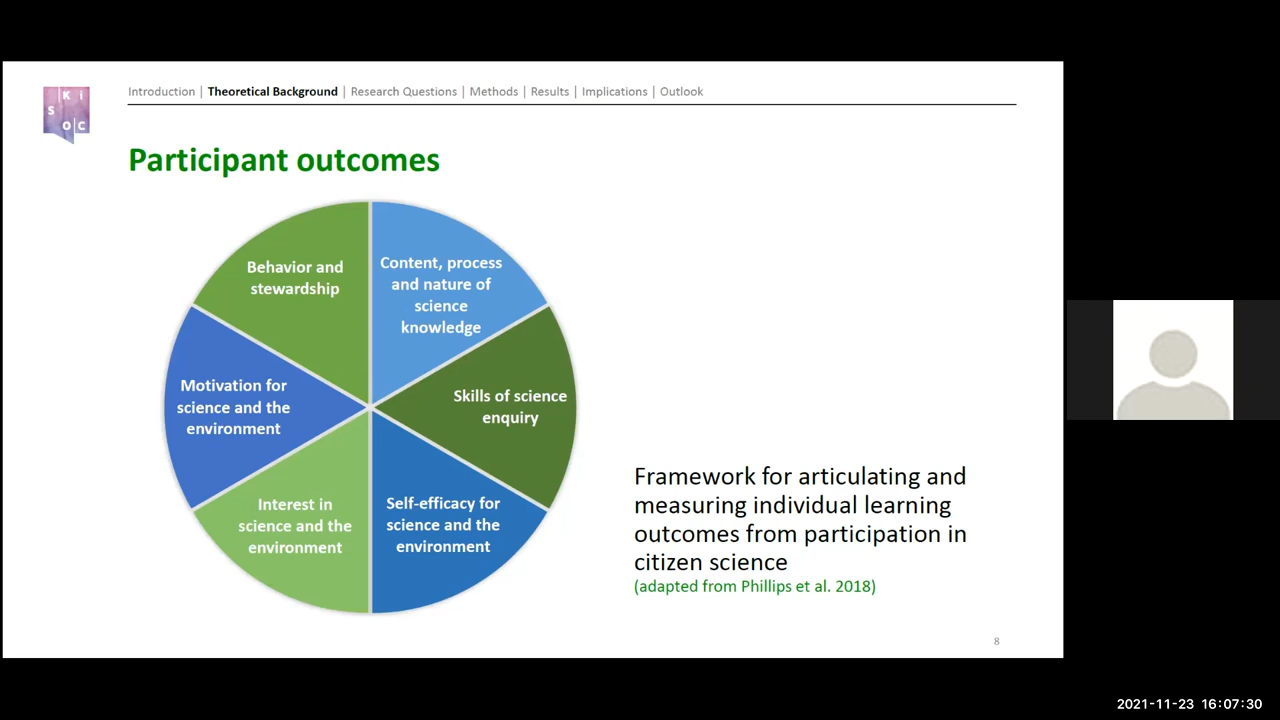 K i
S
O C
Introduction | Theoretical Background | Research Questions | Methods | Results | Implications | Outlook
Participant outcomes
Behavior and
stewardship
Content, process
and nature of
science
knowledge
Motivation for
science and the
environment
Skills of science
enquiry
Interest in
science and the
environment
Self-efficacy for
science and the
environment
Framework for articulating and
measuring individual learning
outcomes from participation in
citizen science
(adapted from Phillips et al. 2018)
8
2021-11-23 16:07:30